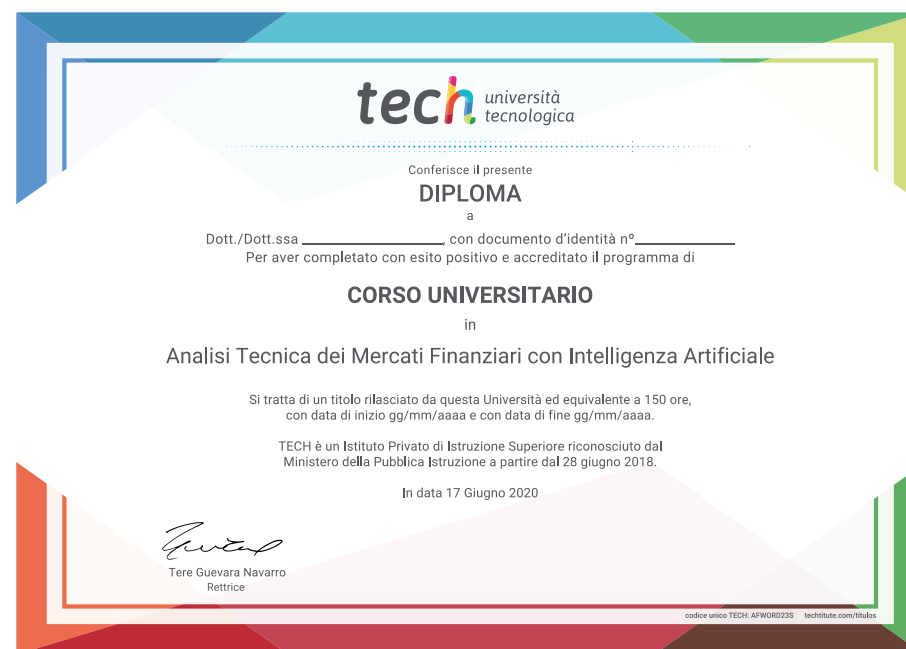 tech università
tecnologica
Conferisce il presente
DIPLOMA
a
Dott./Dott.ssa ____________________, con documento d'identità nº______________
Per aver completato con esito positivo e accreditato il programma di
CORSO UNIVERSITARIO
in
Analisi Tecnica dei Mercati Finanziari con Intelligenza Artificiale
Si tratta di un titolo rilasciato da questa Università ed equivalente a 150 ore,
con data di inizio gg/mm/aaaa e con data di fine gg/mm/aaaa.
TECH è un Istituto Privato di Istruzione Superiore riconosciuto dal
Ministero della Pubblica Istruzione a partire dal 28 giugno 2018.
In data 17 Giugno 2020
Tere Guevara Navarro
Rettrice
codice unico TECH: AFWORD23S techtitute.com/titulos